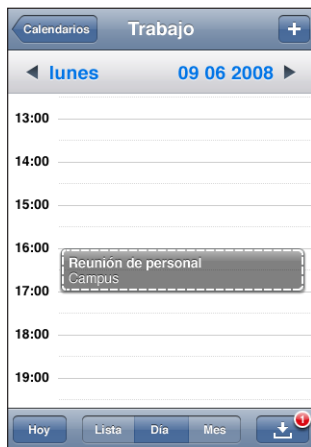 Calendarios Trabajo +
lunes 09 06 2008
13:00
14:00
15:00
16:00
Reunión de personal
Campus
17:00
18:00
19:00
Hoy Lista Día Mes 1